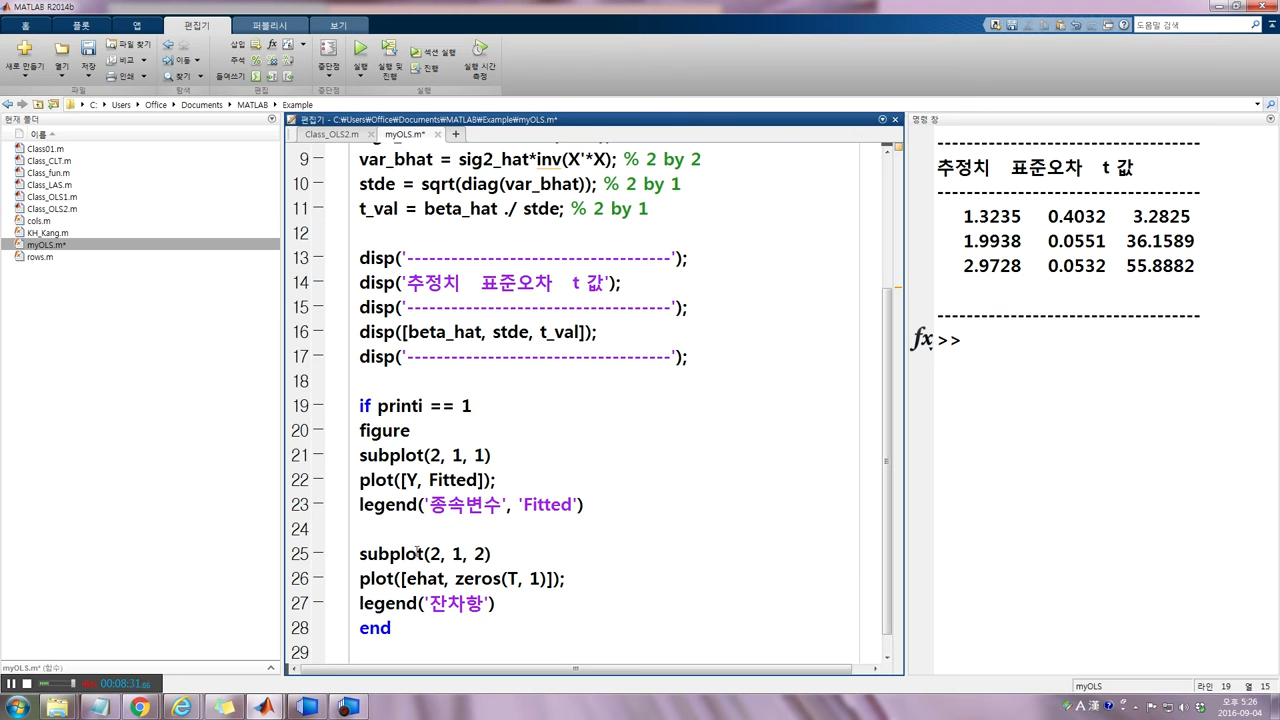 MATLAB R2014b
홈 플롯 앱 편집기 퍼블리시 보기
도움말 검색
새로 만들기 열기 저장 파일 찾기 비교 인쇄
이동 찾기
삽입 fx
주석
들여쓰기
중단점 실행 실행 및 진행 섹션 실행 진행 실행 시간 측정
파일 탐색 편집 중단점 실행
C: Users Office Documents MATLAB Example
현재 폴더
이름
Class01.m
Class_CLT.m
Class_fun.m
Class_LAS.m
Class_OLS1.m
Class_OLS2.m
cols.m
KH_Kang.m
myOLS.m*
rows.m
myOLS.m* (함수)
00:08:31
편집기 - C:₩Users₩Office₩Documents₩MATLAB₩Example₩myOLS.m*
Class_OLS2.m myOLS.m*
9 var_bhat = sig2_hat*inv(X'*X); % 2 by 2
10 stde = sqrt(diag(var_bhat)); % 2 by 1
11 t_val = beta_hat ./ stde; % 2 by 1
12
13 disp('------------------------------------');
14 disp('추정치 표준오차 t 값');
15 disp('------------------------------------');
16 disp([beta_hat, stde, t_val]);
17 disp('------------------------------------');
18
19 if printi == 1
20 figure
21 subplot(2, 1, 1)
22 plot([Y, Fitted]);
23 legend('종속변수', 'Fitted')
24
25 subplot(2, 1, 2)
26 plot([ehat, zeros(T, 1)]);
27 legend('잔차항')
28 end
29
명령 창
------------------------------------
추정치 표준오차 t 값
------------------------------------
1.3235 0.4032 3.2825
1.9938 0.0551 36.1589
2.9728 0.0532 55.8882
------------------------------------
fx >>
myOLS 라인 19 열 15
A 漢
오후 5:26
2016-09-04